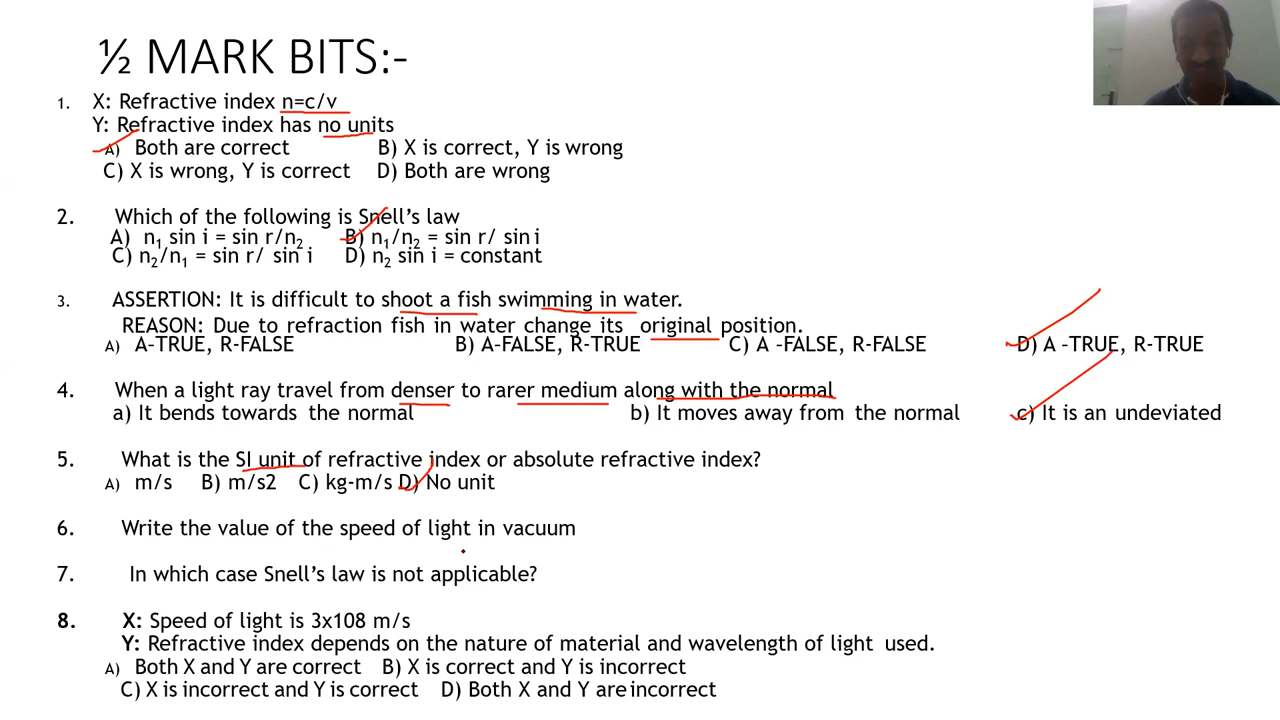 ½ MARK BITS:-
1. X: Refractive index n=c/v
Y: Refractive index has no units
A) Both are correct B) X is correct, Y is wrong
C) X is wrong, Y is correct D) Both are wrong
2. Which of the following is Snell’s law
A) n₁ sin i = sin r/n₂ B) n₁/n₂ = sin r/ sin i
C) n₂/n₁ = sin r/ sin i D) n₂ sin i = constant
3. ASSERTION: It is difficult to shoot a fish swimming in water.
REASON: Due to refraction fish in water change its original position.
A) A-TRUE, R-FALSE B) A-FALSE, R-TRUE C) A -FALSE, R-FALSE D) A -TRUE, R-TRUE
4. When a light ray travel from denser to rarer medium along with the normal
a) It bends towards the normal b) It moves away from the normal c) It is an undeviated
5. What is the SI unit of refractive index or absolute refractive index?
A) m/s B) m/s2 C) kg-m/s D) No unit
6. Write the value of the speed of light in vacuum
7. In which case Snell’s law is not applicable?
8. X: Speed of light is 3x108 m/s
Y: Refractive index depends on the nature of material and wavelength of light used.
A) Both X and Y are correct B) X is correct and Y is incorrect
C) X is incorrect and Y is correct D) Both X and Y are incorrect